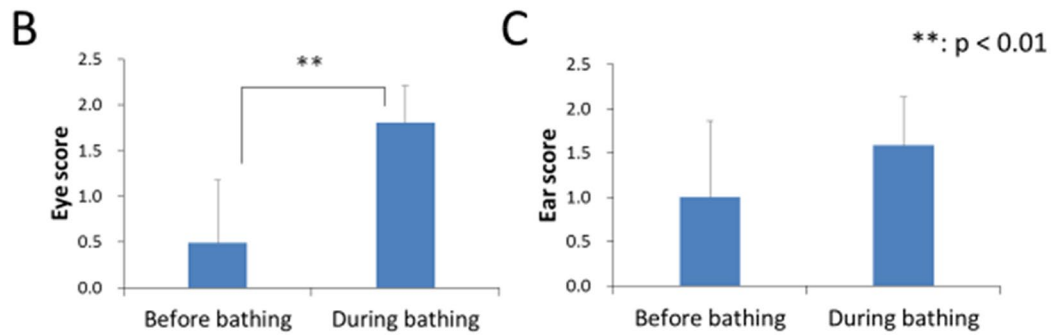 B
2.5
2.0
1.5
1.0
0.5
0.0
Eye score
**
Before bathing
During bathing
C
**: p < 0.01
2.5
2.0
1.5
1.0
0.5
0.0
Ear score
Before bathing
During bathing